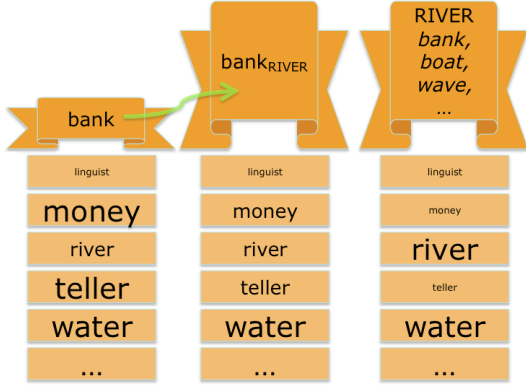 bank
linguist
money
river
teller
water
...
bankRIVER
linguist
money
river
teller
water
...
RIVER
bank,
boat,
wave,
...
linguist
money
river
teller
water
...